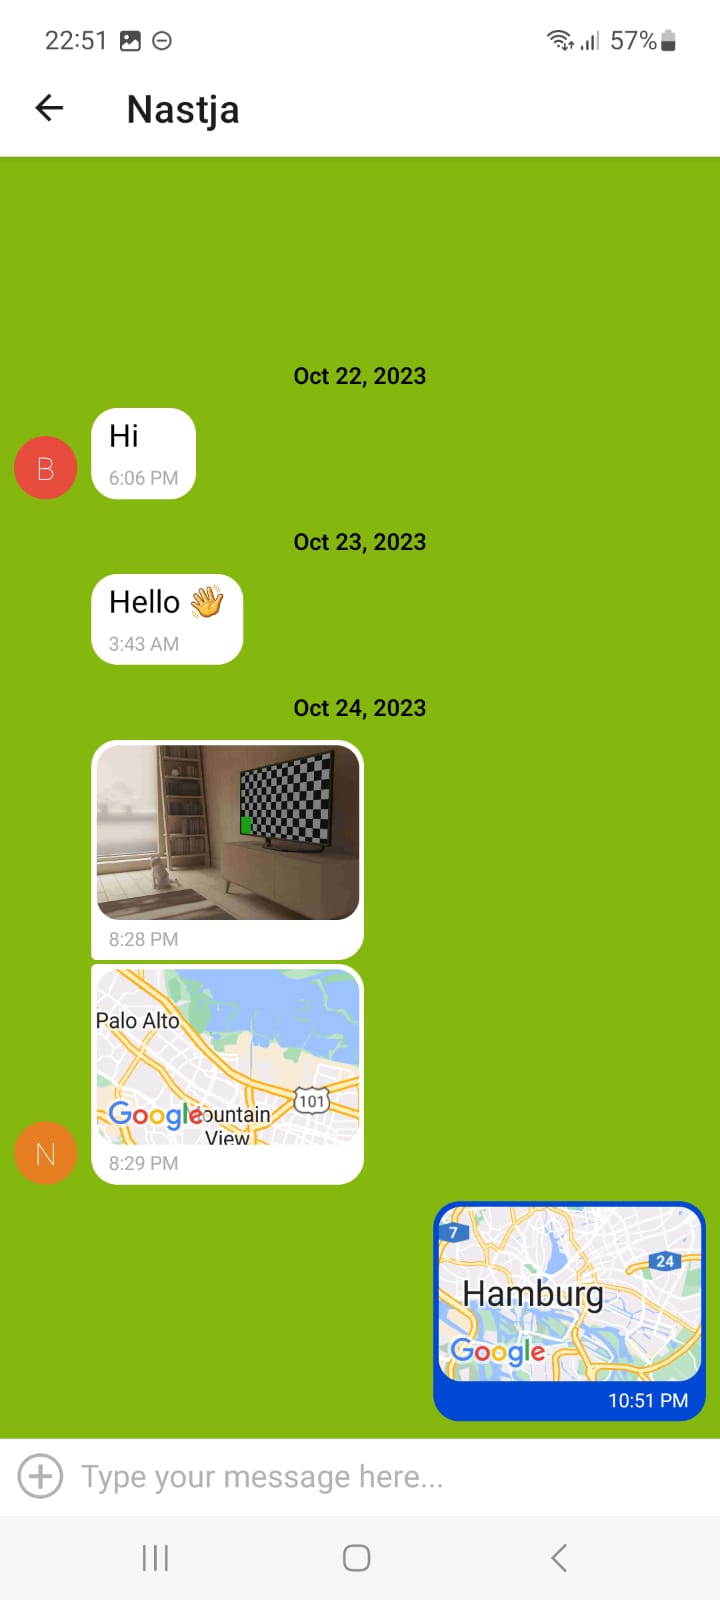 22:51 57%
Nastja
Oct 22, 2023
Hi
6:06 PM
B
Oct 23, 2023
Hello 👋
3:43 AM
Oct 24, 2023
8:28 PM
Palo Alto
101
Google ountain
View
8:29 PM
N
7
24
Hamburg
Google
10:51 PM
Type your message here...